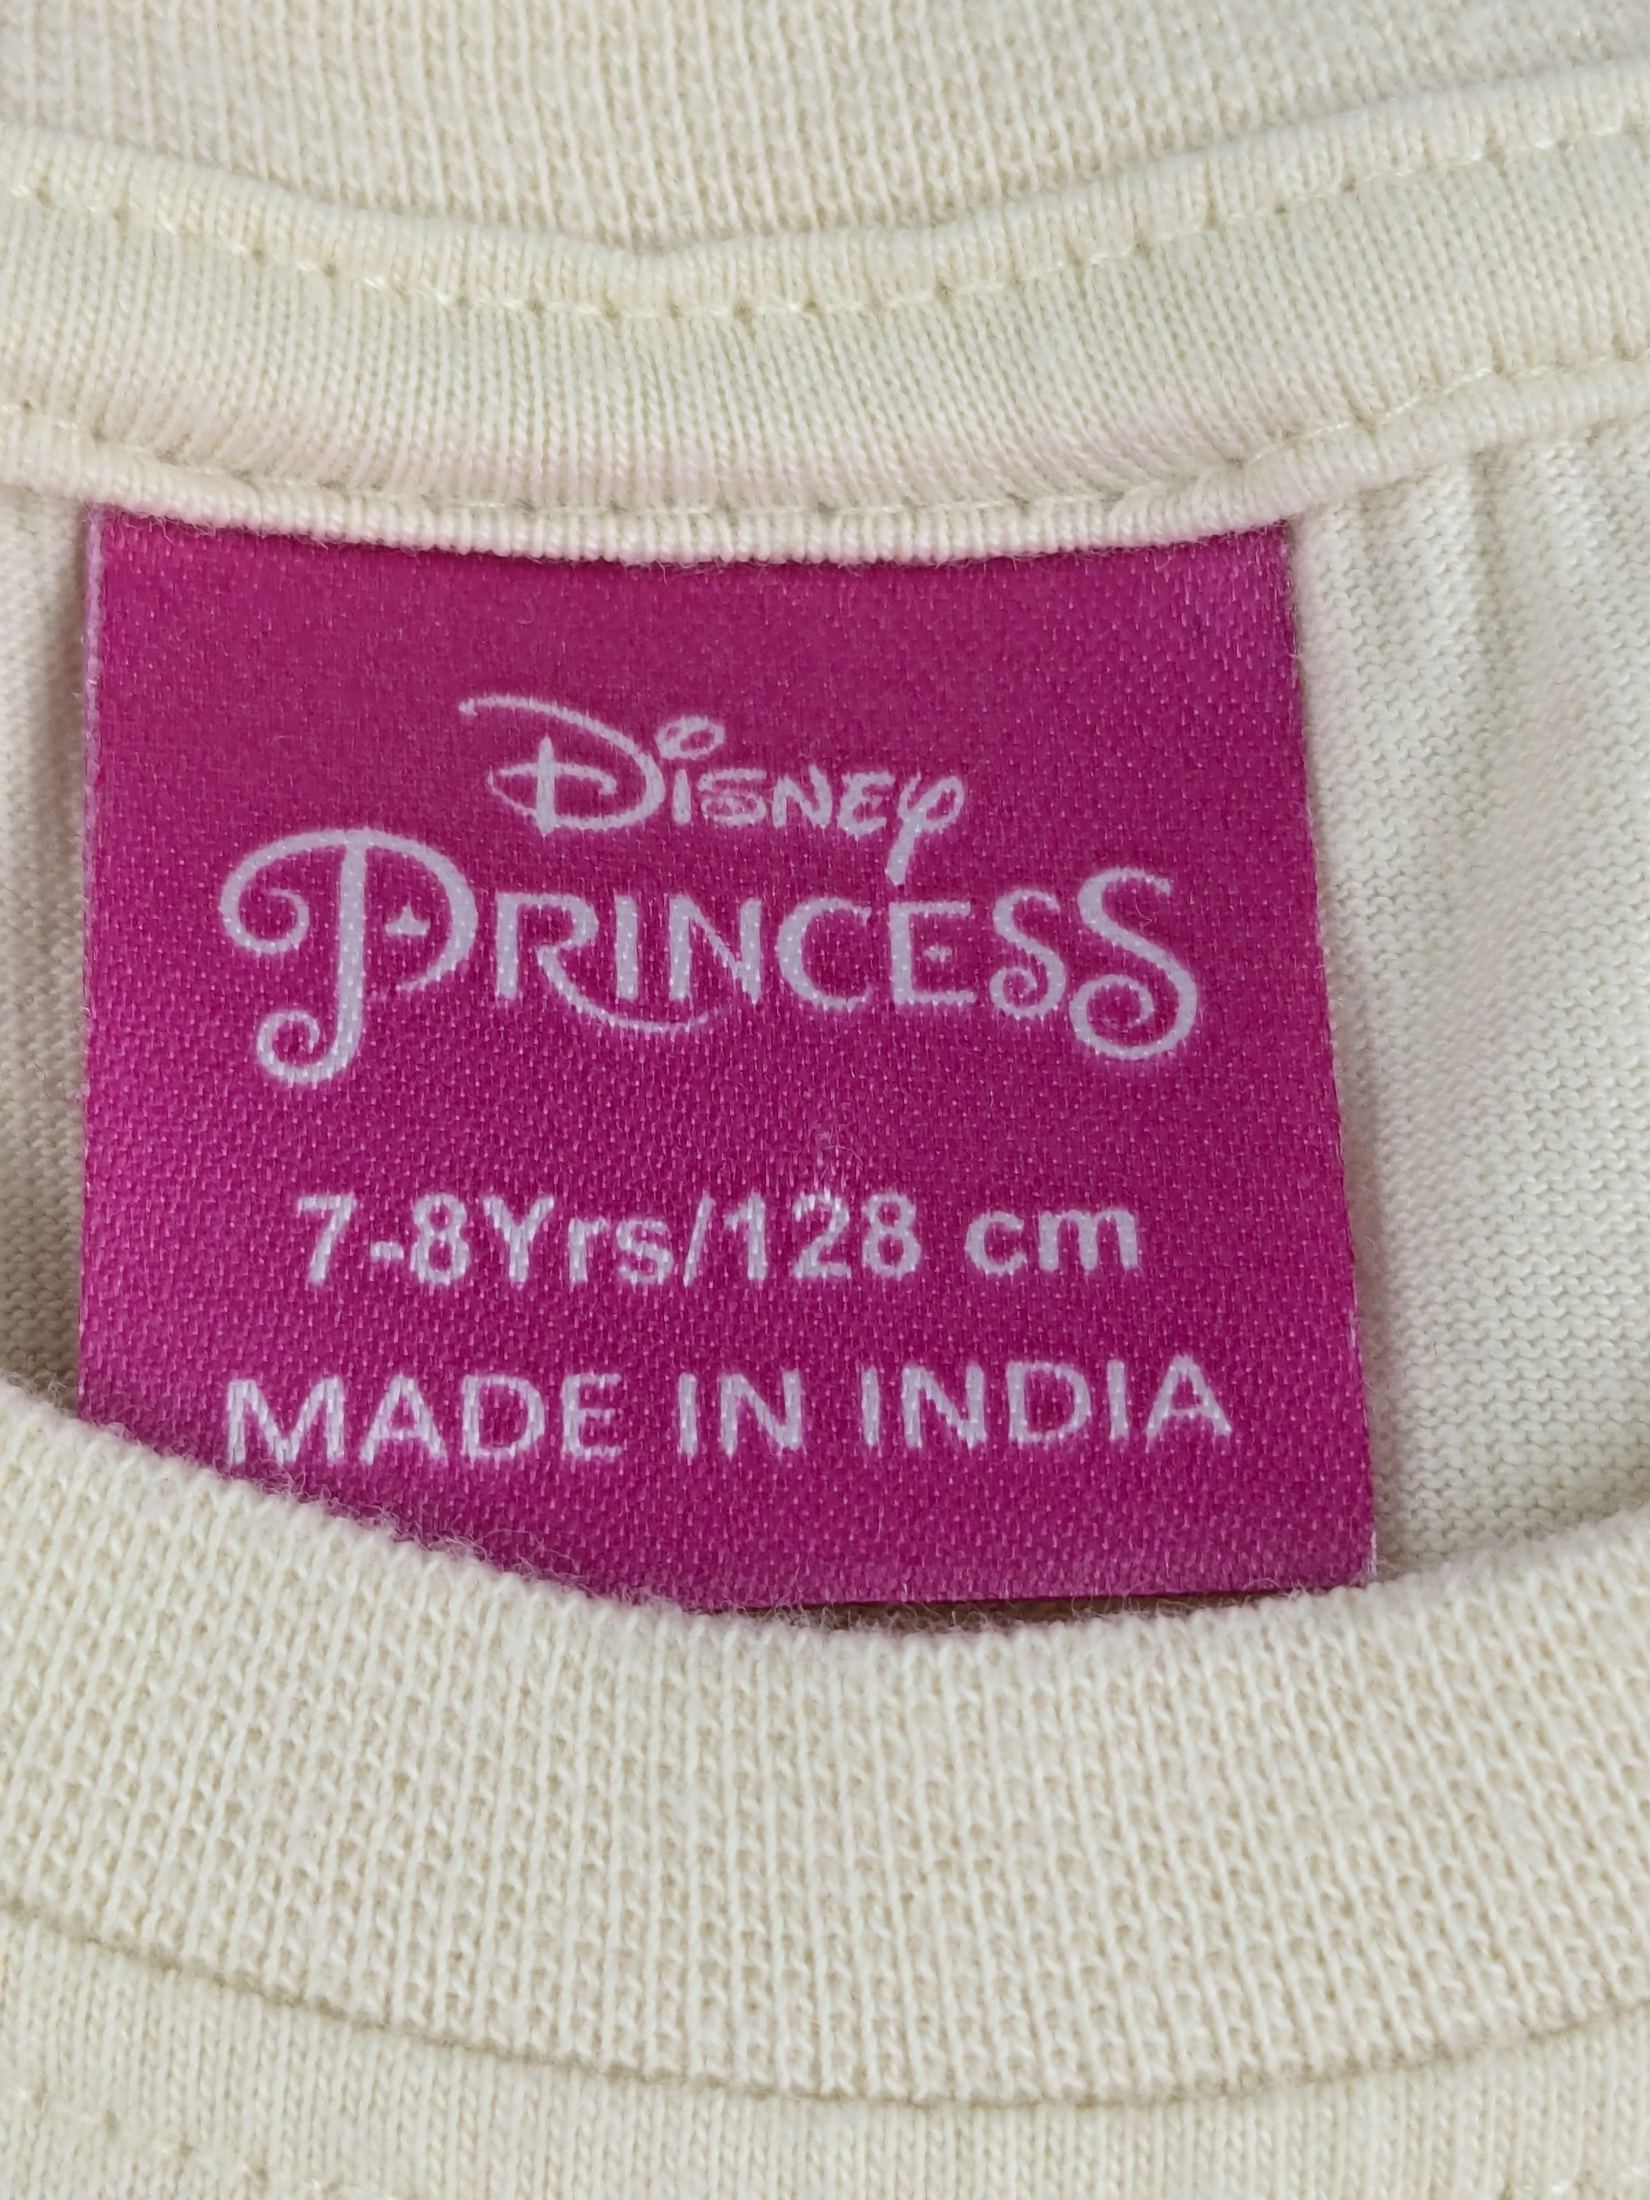 Disney
PRINCESS
7-8Yrs/128 cm
MADE IN INDIA